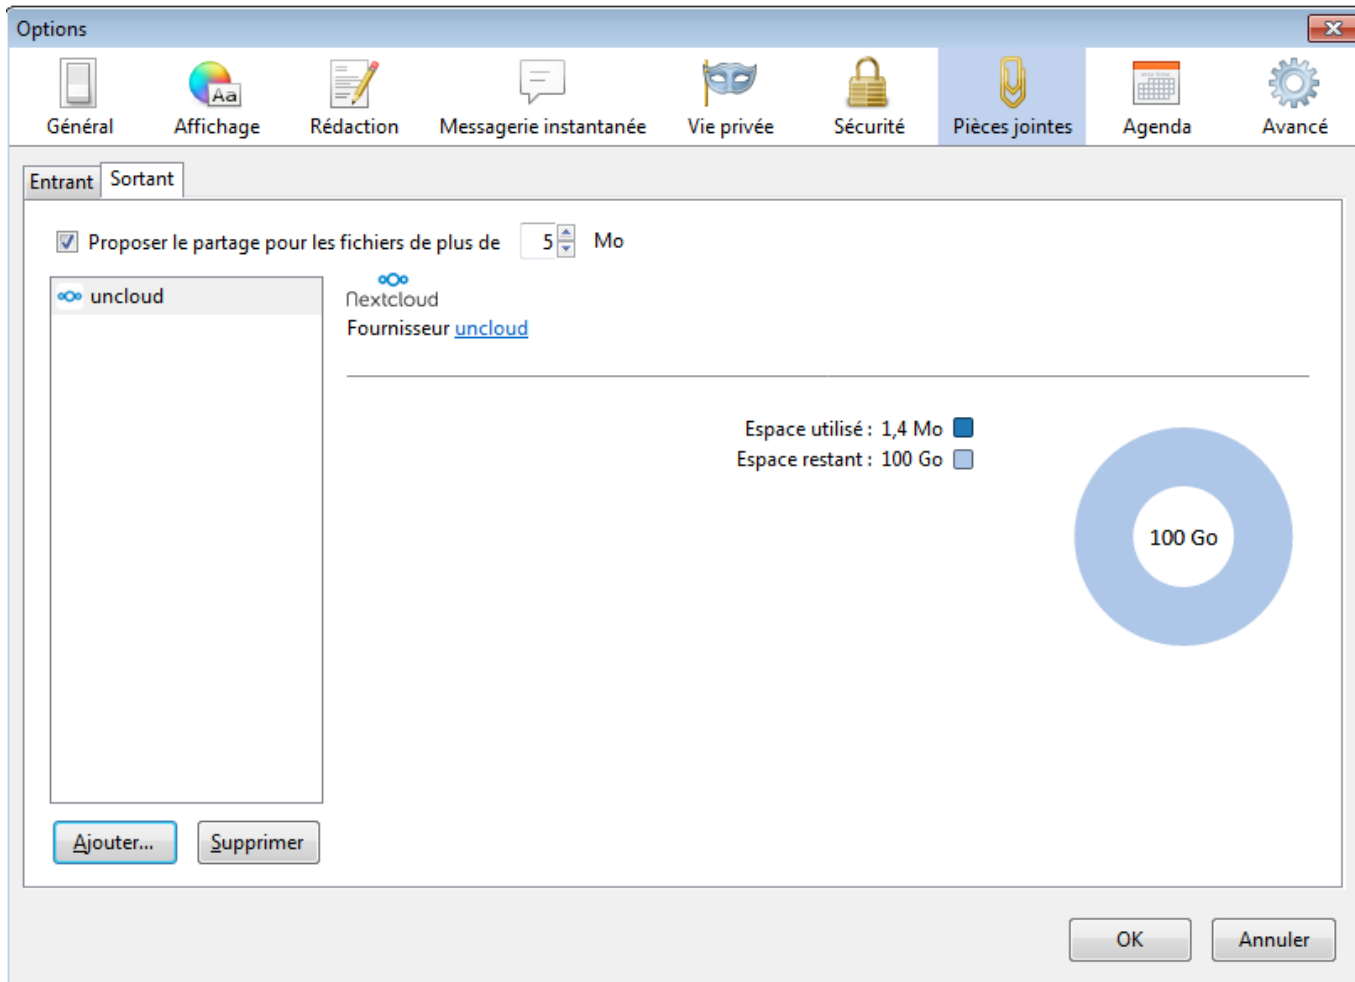 Options
Général Affichage Rédaction Messagerie instantanée Vie privée Sécurité Pièces jointes Agenda Avancé
Entrant Sortant
Proposer le partage pour les fichiers de plus de 5 Mo
uncloud
nextcloud
Fournisseur uncloud
Espace utilisé : 1,4 Mo
Espace restant : 100 Go
100 Go
Ajouter... Supprimer
OK Annuler